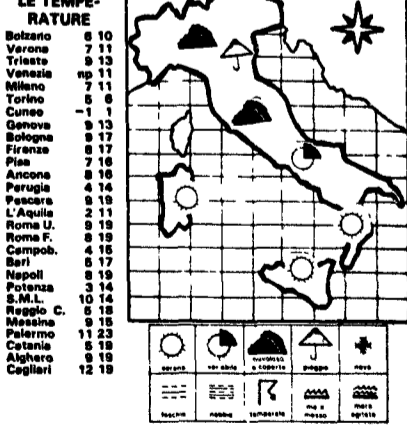 LE TEMPE-
RATURE
Bolzano 6 10
Verona 7 11
Trieste 9 13
Venezia np 11
Milano 7 11
Torino 5 6
Cuneo -1 1
Genova 9 13
Bologna 9 17
Firenze 8 17
Pisa 7 16
Ancona 8 16
Perugia 4 14
Pescara 9 19
L'Aquila 2 11
Roma U. 9 19
Roma F. 8 19
Campob. 4 15
Bari 5 17
Napoli 8 19
Potenza 3 14
S.M.L. 10 14
Reggio C. 5 18
Messina 9 15
Palermo 11 23
Catania 5 19
Alghero 9 19
Cagliari 12 19
sereno variabile nuvoloso o coperto pioggia neve
foschia nebbia temporale mare mosso mare agitato